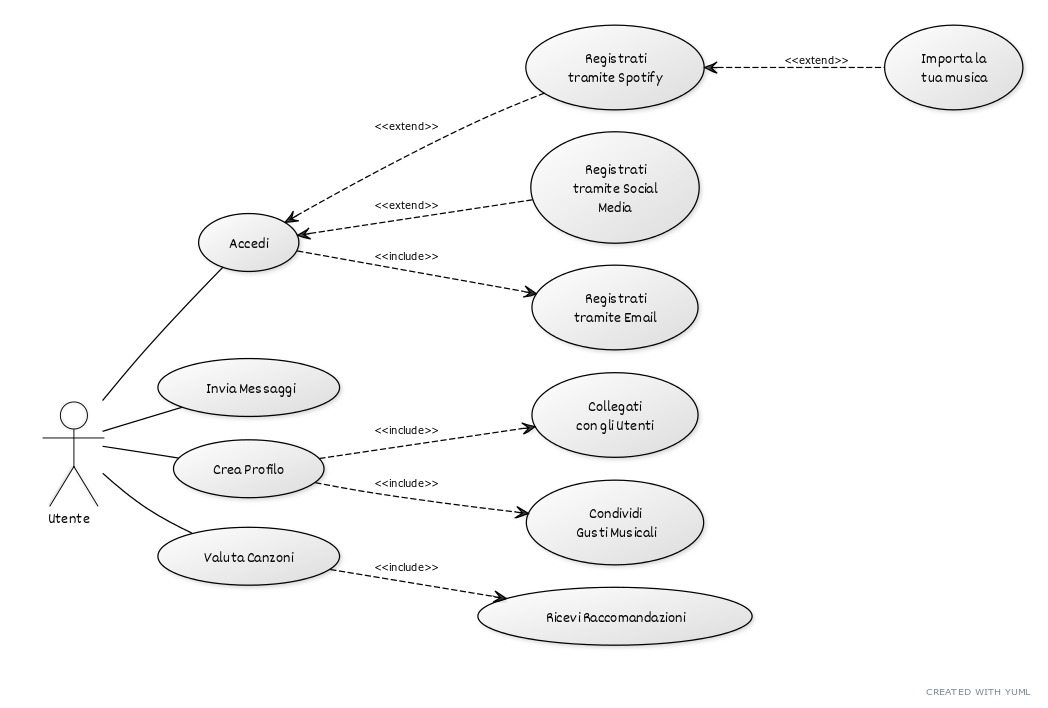 Registrati
tramite Spotify
<<extend>>
Importa la
tua musica
<<extend>>
Registrati
tramite Social
Media
<<extend>>
Accedi
<<include>>
Registrati
tramite Email
Invia Messaggi
Collegati
con gli Utenti
<<include>>
Crea Profilo
<<include>>
Condividi
Gusti Musicali
Utente
Valuta Canzoni
<<include>>
Ricevi Raccomandazioni
CREATED WITH YUML